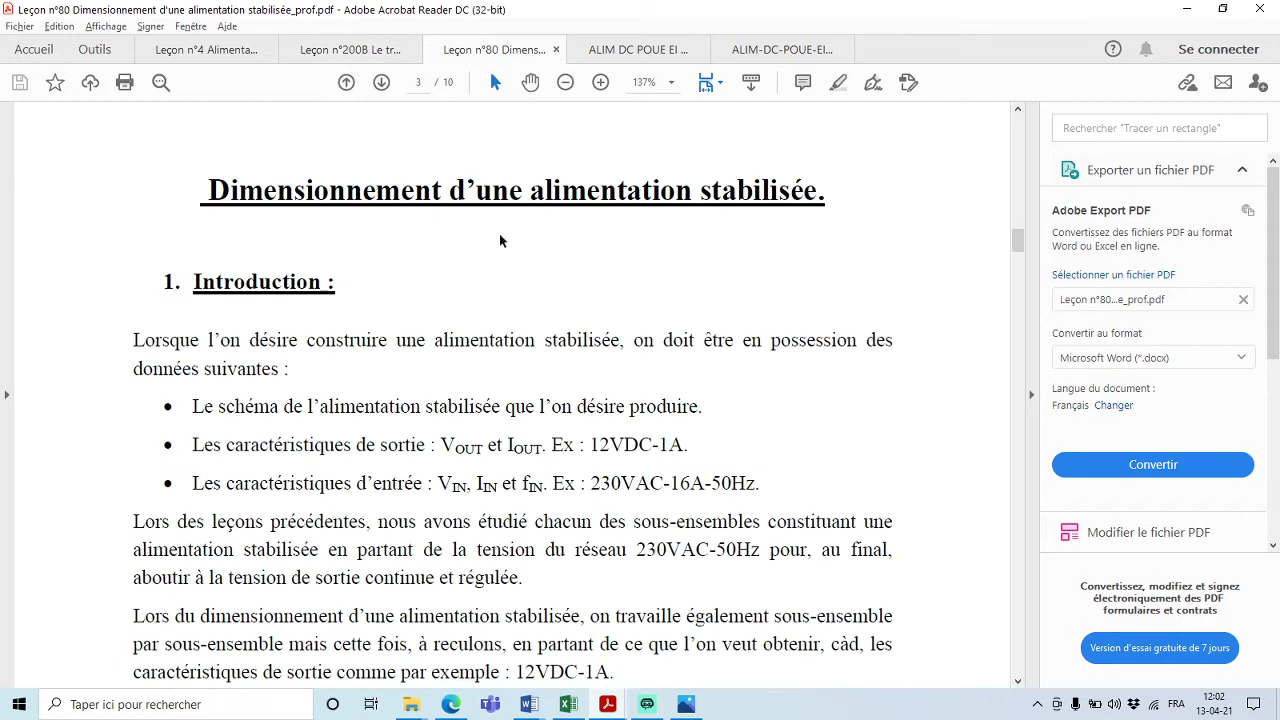 Leçon n°80 Dimensionnement d'une alimentation stabilisée_prof.pdf - Adobe Acrobat Reader DC (32-bit)
Fichier Edition Affichage Signer Fenêtre Aide
Accueil Outils Leçon n°4 Alimenta... Leçon n°200B Le tr... Leçon n°80 Dimens... × ALIM DC POUE EI ... ALIM-DC-POUE-EI... Se connecter
3 / 10 137%
Dimensionnement d'une alimentation stabilisée.
1. Introduction :
Lorsque l'on désire construire une alimentation stabilisée, on doit être en possession des
données suivantes :
• Le schéma de l'alimentation stabilisée que l'on désire produire.
• Les caractéristiques de sortie : VOUT et IOUT. Ex : 12VDC-1A.
• Les caractéristiques d'entrée : VIN, IIN et fIN. Ex : 230VAC-16A-50Hz.
Lors des leçons précédentes, nous avons étudié chacun des sous-ensembles constituant une
alimentation stabilisée en partant de la tension du réseau 230VAC-50Hz pour, au final,
aboutir à la tension de sortie continue et régulée.
Lors du dimensionnement d'une alimentation stabilisée, on travaille également sous-ensemble
par sous-ensemble mais cette fois, à reculons, en partant de ce que l'on veut obtenir, càd, les
caractéristiques de sortie comme par exemple : 12VDC-1A.
Rechercher "Tracer un rectangle"
Exporter un fichier PDF
Adobe Export PDF
Convertissez des fichiers PDF au format
Word ou Excel en ligne.
Sélectionner un fichier PDF
Leçon n°80...e_prof.pdf
Convertir au format
Microsoft Word (*.docx)
Langue du document :
Français Changer
Convertir
Modifier le fichier PDF
Convertissez, modifiez et signez
électroniquement des PDF
formulaires et contrats
Version d'essai gratuite de 7 jours
Taper ici pour rechercher
FRA
12:02
13-04-21